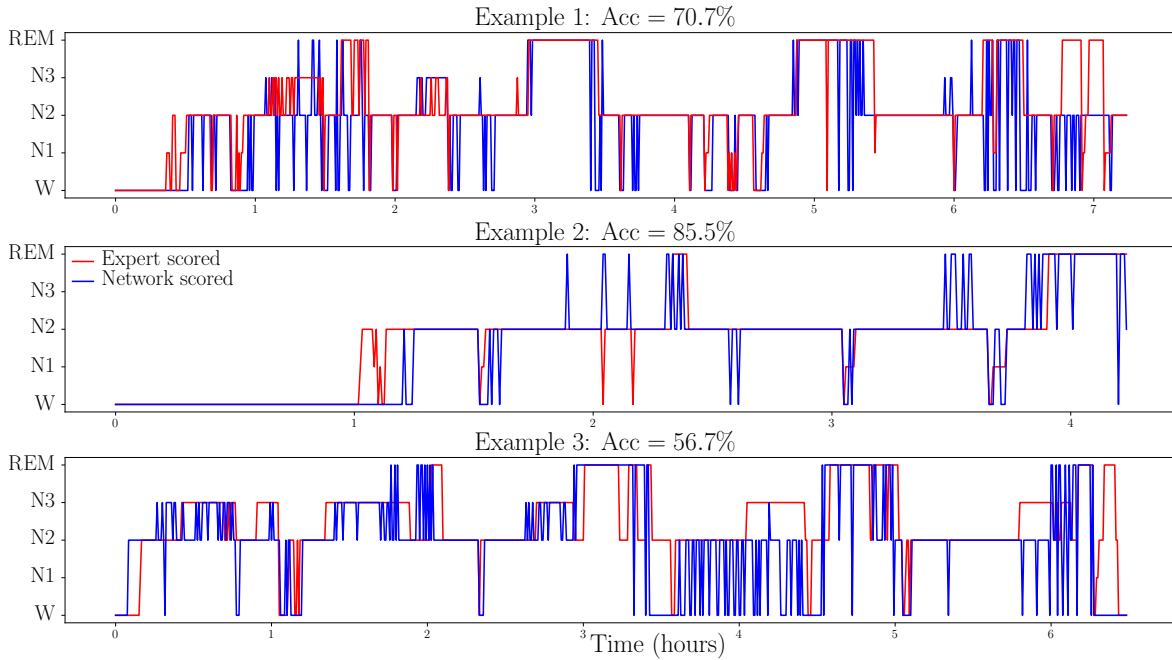 Example 1: Acc = 70.7%
REM
N3
N2
N1
W
0 1 2 3 4 5 6 7
Example 2: Acc = 85.5%
REM
N3
N2
N1
W
Expert scored
Network scored
0 1 2 3 4
Example 3: Acc = 56.7%
REM
N3
N2
N1
W
0 1 2 3 4 5 6
Time (hours)